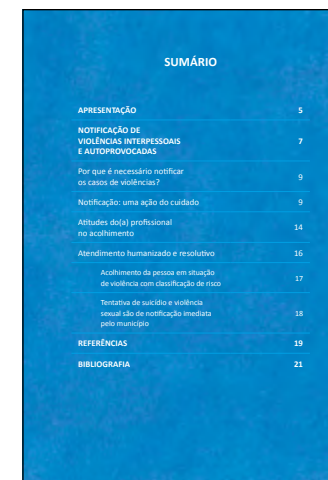 SUMÁRIO
APRESENTAÇÃO 5
NOTIFICAÇÃO DE
VIOLÊNCIAS INTERPESSOAIS
E AUTOPROVOCADAS 7
Por que é necessário notificar
os casos de violências? 9
Notificação: uma ação do cuidado 9
Atitudes do(a) profissional
no acolhimento 14
Atendimento humanizado e resolutivo 16
Acolhimento da pessoa em situação
de violência com classificação de risco 17
Tentativa de suicídio e violência
sexual são de notificação imediata
pelo município 18
REFERÊNCIAS 19
BIBLIOGRAFIA 21